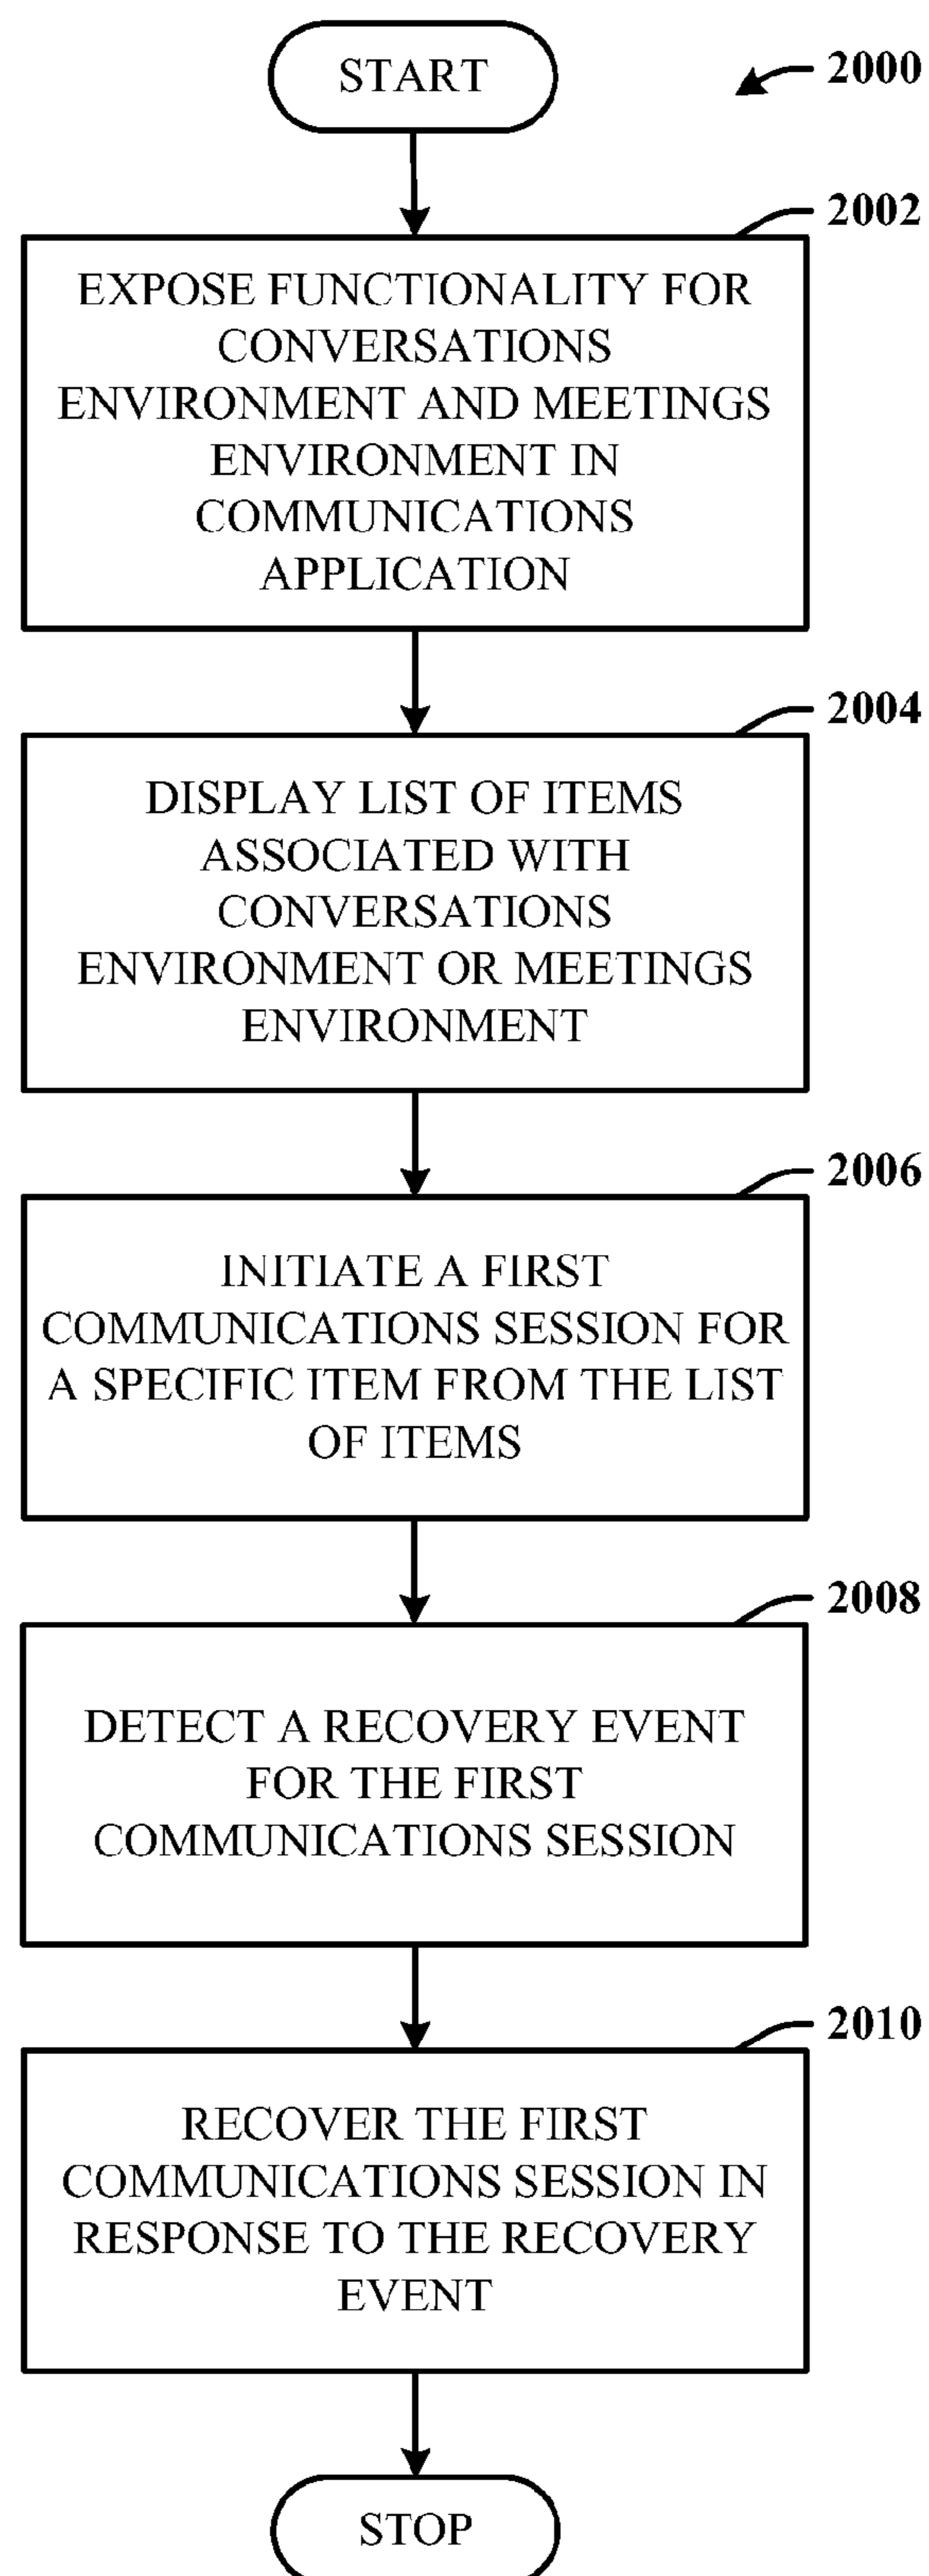 START
2000
2002
EXPOSE FUNCTIONALITY FOR
CONVERSATIONS
ENVIRONMENT AND MEETINGS
ENVIRONMENT IN
COMMUNICATIONS
APPLICATION
2004
DISPLAY LIST OF ITEMS
ASSOCIATED WITH
CONVERSATIONS
ENVIRONMENT OR MEETINGS
ENVIRONMENT
2006
INITIATE A FIRST
COMMUNICATIONS SESSION FOR
A SPECIFIC ITEM FROM THE LIST
OF ITEMS
2008
DETECT A RECOVERY EVENT
FOR THE FIRST
COMMUNICATIONS SESSION
2010
RECOVER THE FIRST
COMMUNICATIONS SESSION IN
RESPONSE TO THE RECOVERY
EVENT
STOP